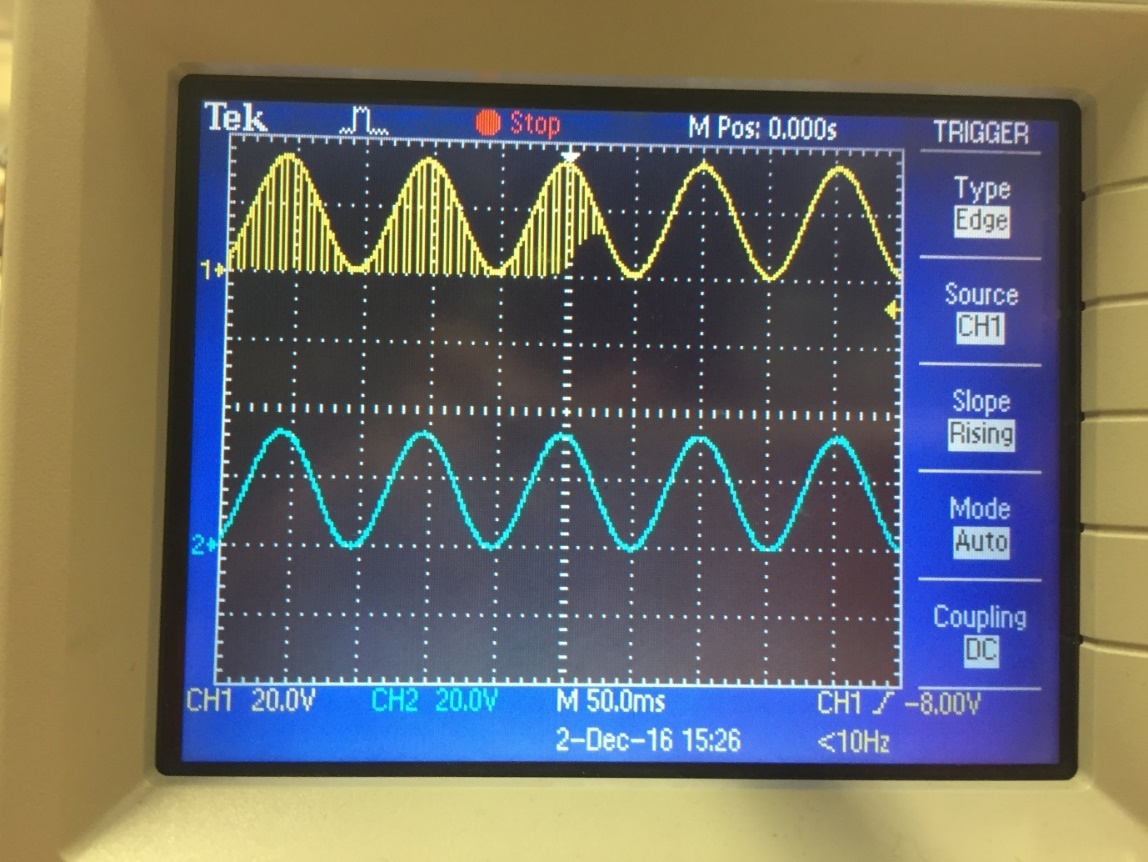 Tek Stop M Pos: 0.000s TRIGGER
Type
Edge
1
Source
CH1
Slope
Rising
Mode
Auto
2
Coupling
DC
CH1 20.0V CH2 20.0V M 50.0ms CH1 -8.00V
2-Dec-16 15:26 <10Hz